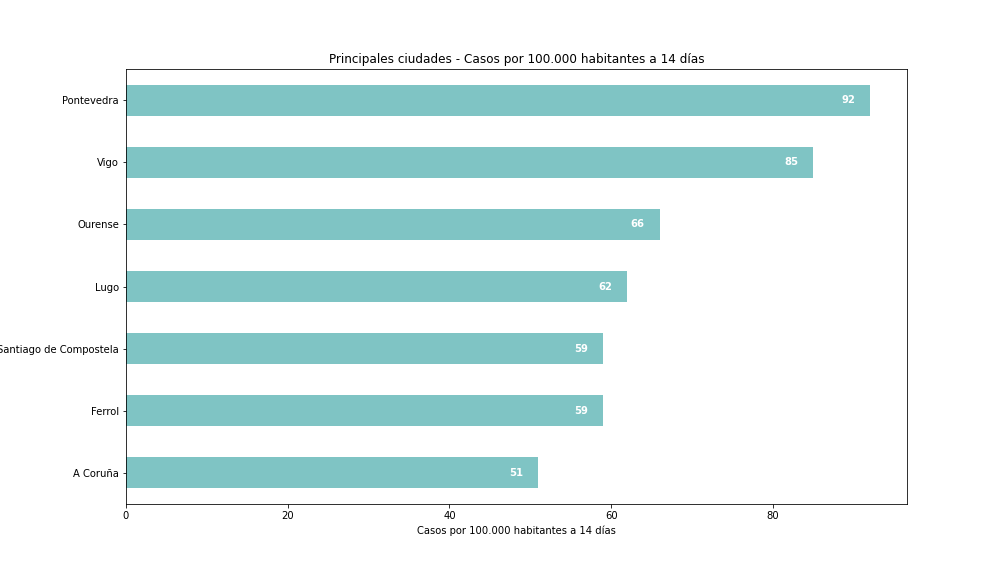 Principales ciudades - Casos por 100.000 habitantes a 14 días
Pontevedra 92
Vigo 85
Ourense 66
Lugo 62
Santiago de Compostela 59
Ferrol 59
A Coruña 51
0 20 40 60 80
Casos por 100.000 habitantes a 14 días